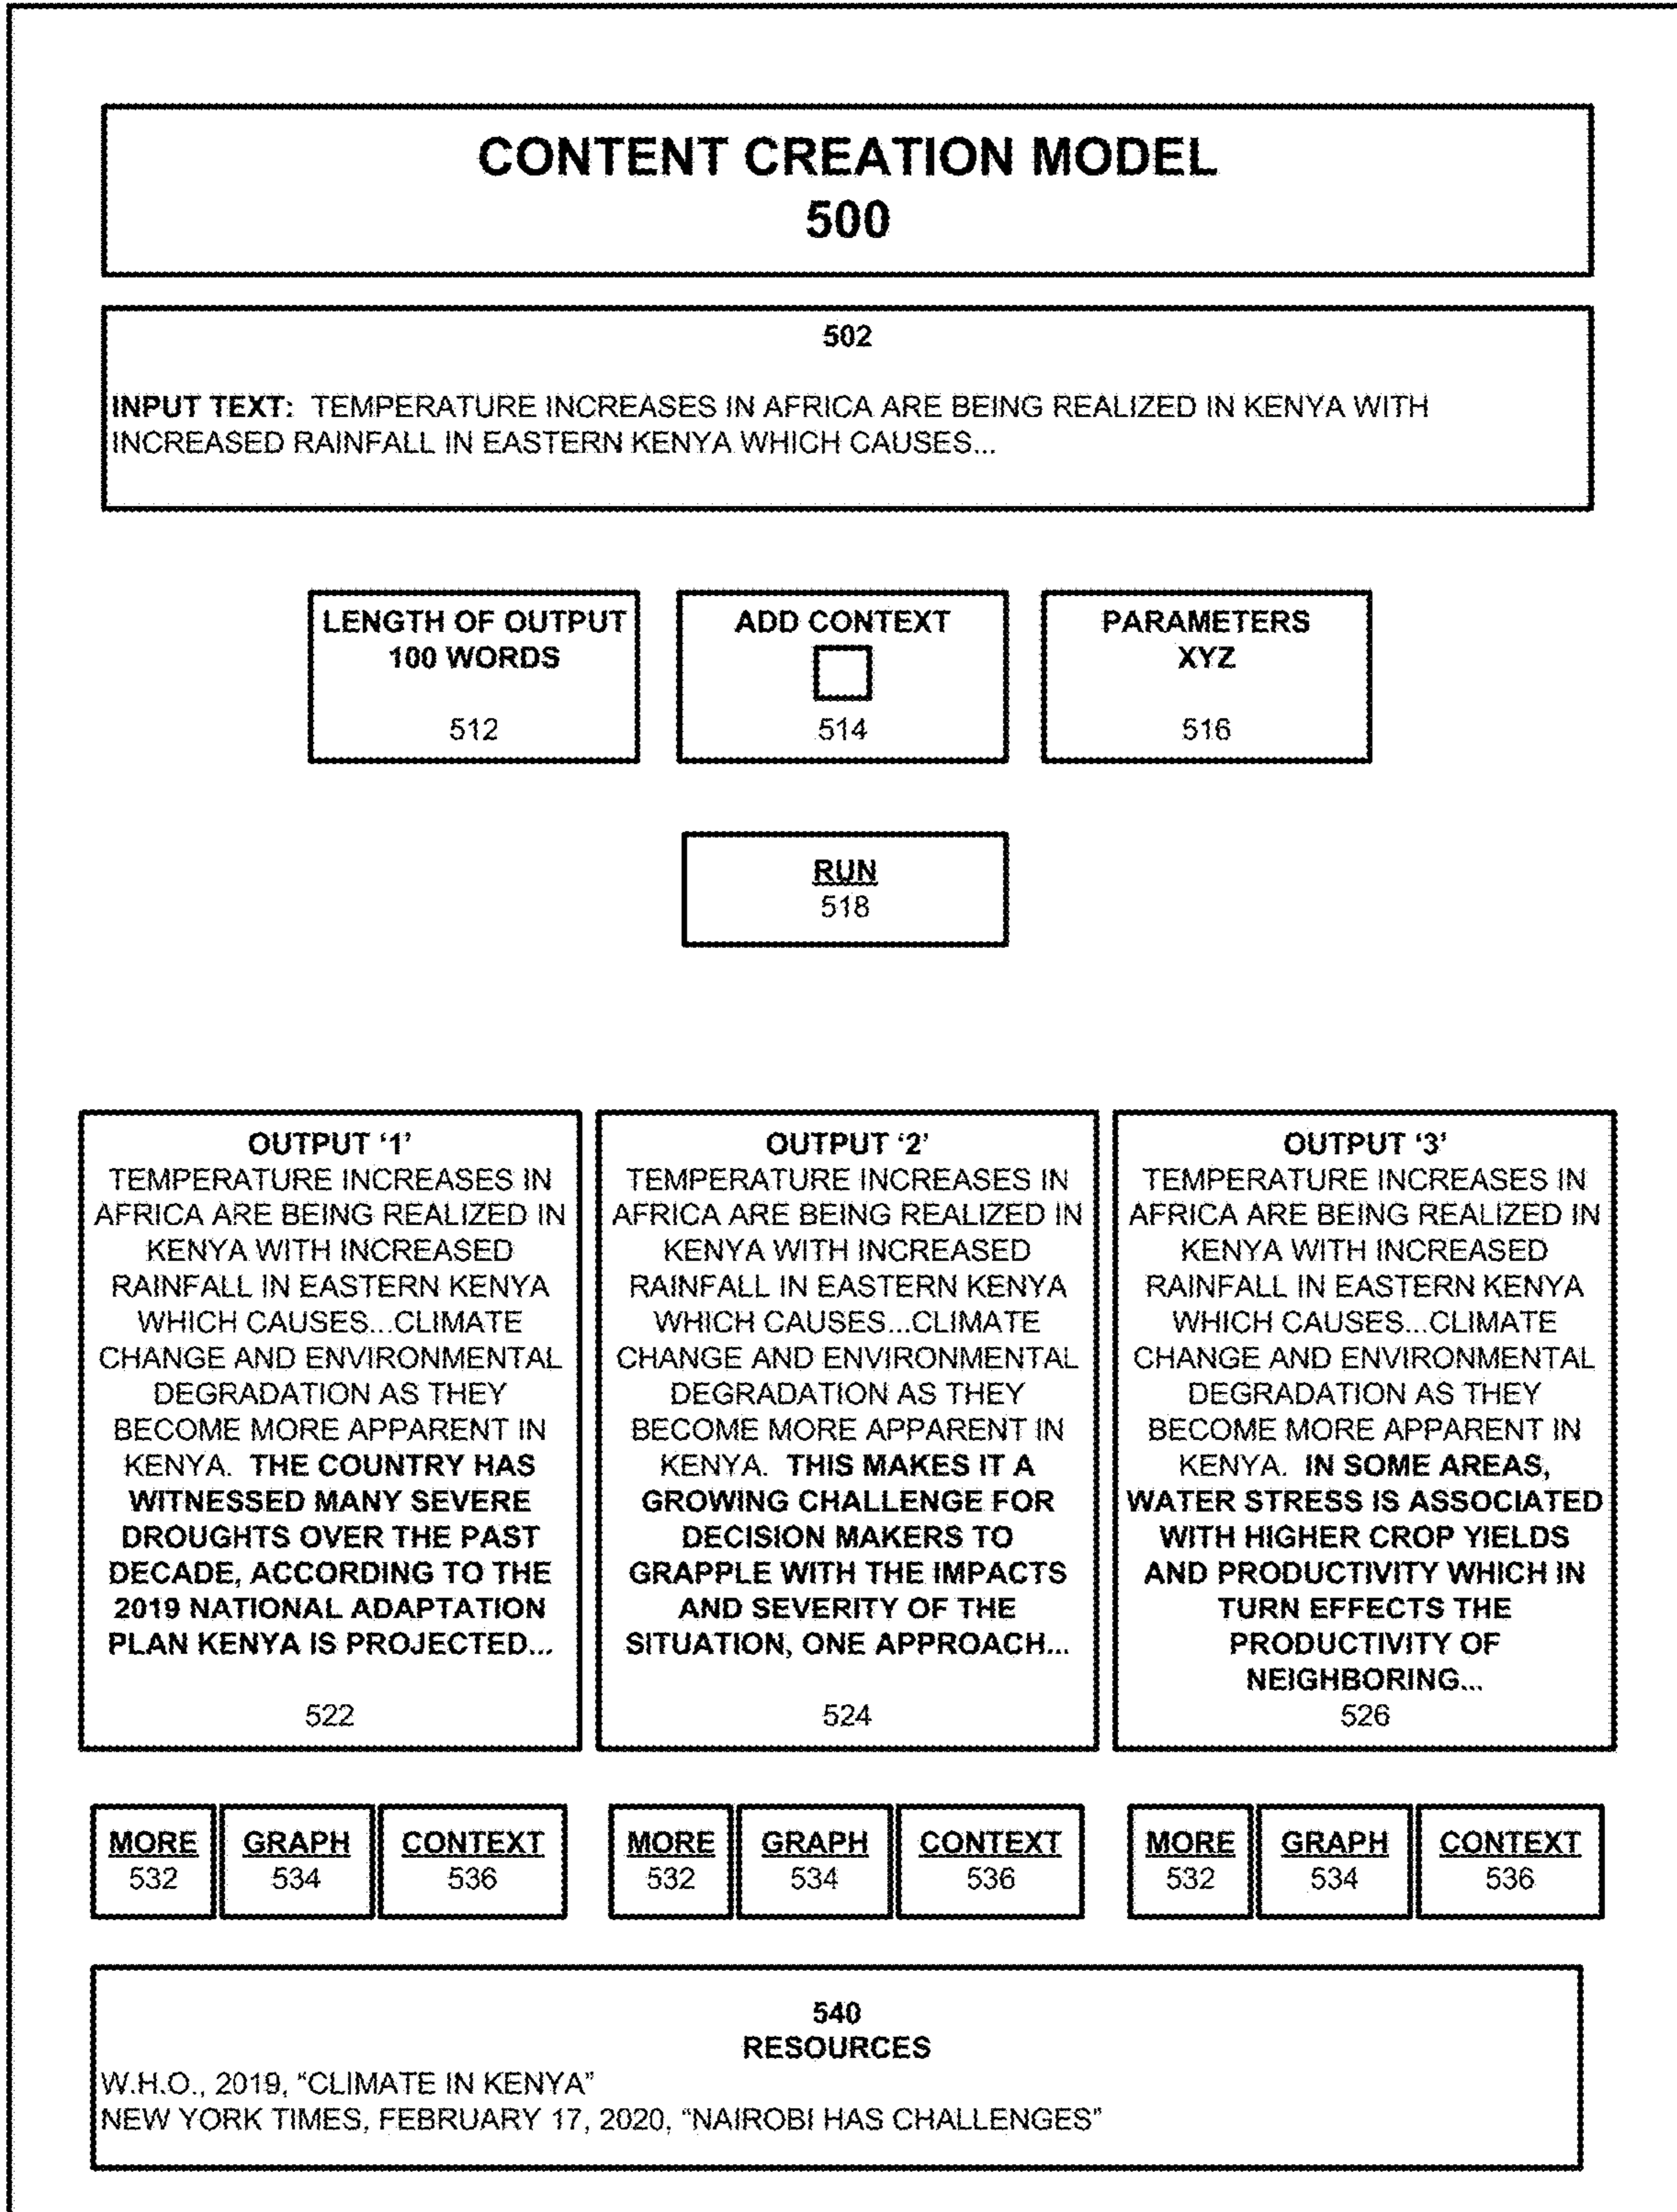 CONTENT CREATION MODEL
500
502
INPUT TEXT: TEMPERATURE INCREASES IN AFRICA ARE BEING REALIZED IN KENYA WITH
INCREASED RAINFALL IN EASTERN KENYA WHICH CAUSES...
LENGTH OF OUTPUT
100 WORDS
512
ADD CONTEXT
514
PARAMETERS
XYZ
516
RUN
518
OUTPUT ‘1’
TEMPERATURE INCREASES IN
AFRICA ARE BEING REALIZED IN
KENYA WITH INCREASED
RAINFALL IN EASTERN KENYA
WHICH CAUSES...CLIMATE
CHANGE AND ENVIRONMENTAL
DEGRADATION AS THEY
BECOME MORE APPARENT IN
KENYA. THE COUNTRY HAS
WITNESSED MANY SEVERE
DROUGHTS OVER THE PAST
DECADE, ACCORDING TO THE
2019 NATIONAL ADAPTATION
PLAN KENYA IS PROJECTED...
522
OUTPUT ‘2’
TEMPERATURE INCREASES IN
AFRICA ARE BEING REALIZED IN
KENYA WITH INCREASED
RAINFALL IN EASTERN KENYA
WHICH CAUSES...CLIMATE
CHANGE AND ENVIRONMENTAL
DEGRADATION AS THEY
BECOME MORE APPARENT IN
KENYA. THIS MAKES IT A
GROWING CHALLENGE FOR
DECISION MAKERS TO
GRAPPLE WITH THE IMPACTS
AND SEVERITY OF THE
SITUATION, ONE APPROACH...
524
OUTPUT ‘3’
TEMPERATURE INCREASES IN
AFRICA ARE BEING REALIZED IN
KENYA WITH INCREASED
RAINFALL IN EASTERN KENYA
WHICH CAUSES...CLIMATE
CHANGE AND ENVIRONMENTAL
DEGRADATION AS THEY
BECOME MORE APPARENT IN
KENYA. IN SOME AREAS,
WATER STRESS IS ASSOCIATED
WITH HIGHER CROP YIELDS
AND PRODUCTIVITY WHICH IN
TURN EFFECTS THE
PRODUCTIVITY OF
NEIGHBORING...
526
MORE
532
GRAPH
534
CONTEXT
536
MORE
532
GRAPH
534
CONTEXT
536
MORE
532
GRAPH
534
CONTEXT
536
540
RESOURCES
W.H.O., 2019, “CLIMATE IN KENYA”
NEW YORK TIMES, FEBRUARY 17, 2020, “NAIROBI HAS CHALLENGES”